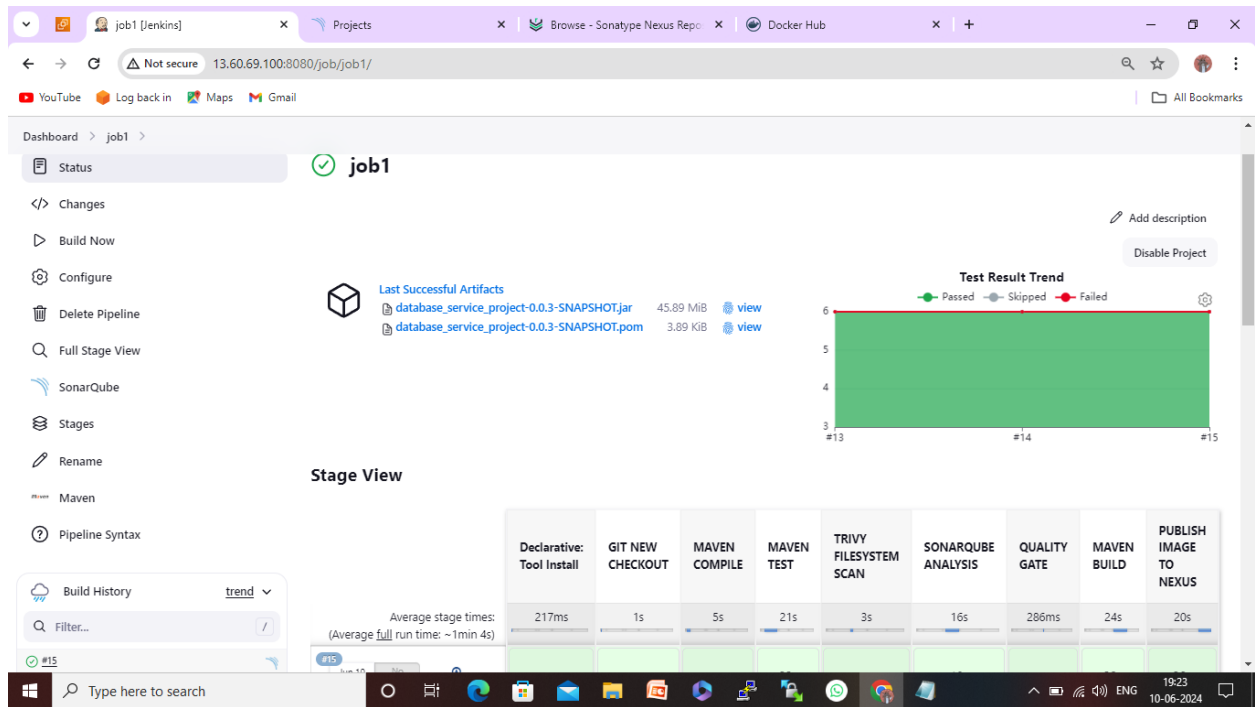 job1 [Jenkins]
Projects
Browse - Sonatype Nexus Repo
Docker Hub
Not secure
13.60.69.100:8080/job/job1/
YouTube
Log back in
Maps
Gmail
All Bookmarks
Dashboard > job1 >
Status
Changes
Build Now
Configure
Delete Pipeline
Full Stage View
SonarQube
Stages
Rename
Maven
Pipeline Syntax
Build History
trend
Filter...
/
#15
job1
Add description
Disable Project
Last Successful Artifacts
database_service_project-0.0.3-SNAPSHOT.jar 45.89 MiB view
database_service_project-0.0.3-SNAPSHOT.pom 3.89 KiB view
Test Result Trend
Passed Skipped Failed
6
5
4
3
#13 #14 #15
Stage View
Declarative:
Tool Install
GIT NEW
CHECKOUT
MAVEN
COMPILE
MAVEN
TEST
TRIVY
FILESYSTEM
SCAN
SONARQUBE
ANALYSIS
QUALITY
GATE
MAVEN
BUILD
PUBLISH
IMAGE
TO
NEXUS
Average stage times:
(Average full run time: ~1min 4s)
217ms 1s 5s 21s 3s 16s 286ms 24s 20s
#15
Type here to search
ENG
19:23
10-06-2024